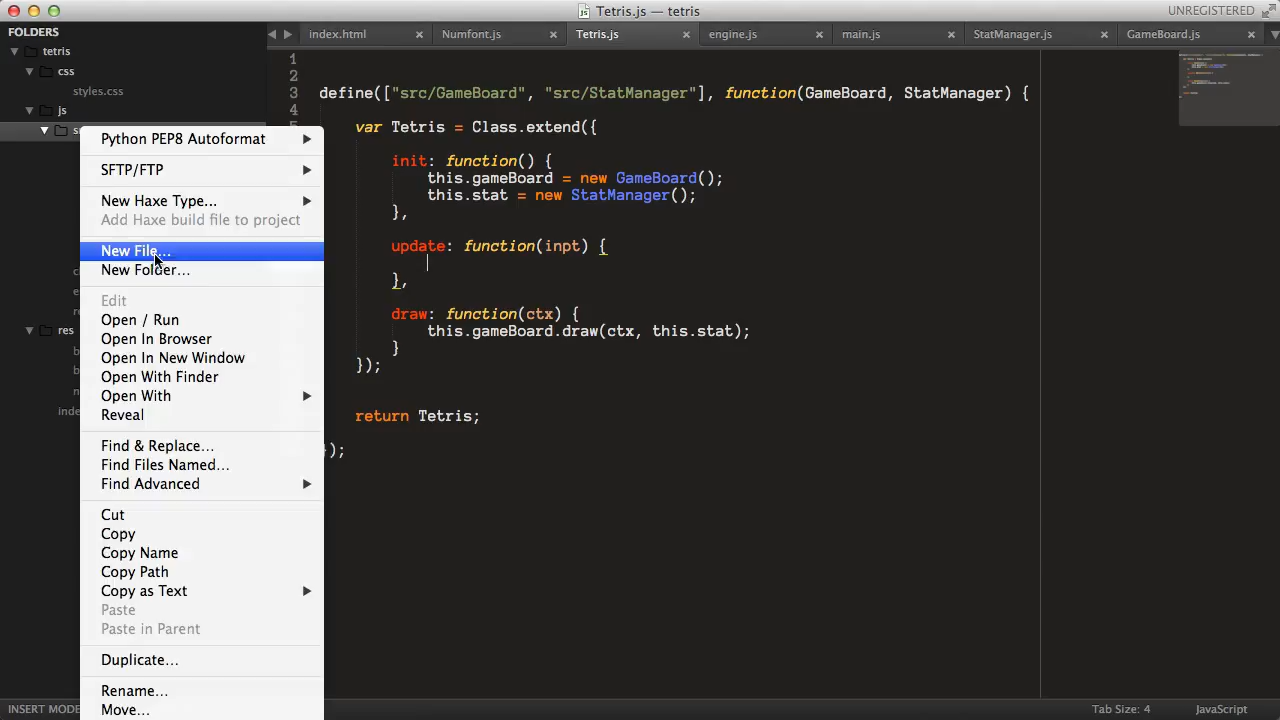 Tetris.js — tetris
UNREGISTERED
FOLDERS
tetris
css
styles.css
js
index.html
Numfont.js
Tetris.js
engine.js
main.js
StatManager.js
GameBoard.js
1
2
3 define(["src/GameBoard", "src/StatManager"], function(GameBoard, StatManager) {
4
var Tetris = Class.extend({
init: function() {
this.gameBoard = new GameBoard();
this.stat = new StatManager();
},
update: function(inpt) {
},
draw: function(ctx) {
this.gameBoard.draw(ctx, this.stat);
}
});
return Tetris;
});
Python PEP8 Autoformat
SFTP/FTP
New Haxe Type...
Add Haxe build file to project
New File...
New Folder...
Edit
Open / Run
Open In Browser
Open In New Window
Open With Finder
Open With
Reveal
Find & Replace...
Find Files Named...
Find Advanced
Cut
Copy
Copy Name
Copy Path
Copy as Text
Paste
Paste in Parent
Duplicate...
Rename...
Move...
res
INSERT MODE
Tab Size: 4
JavaScript